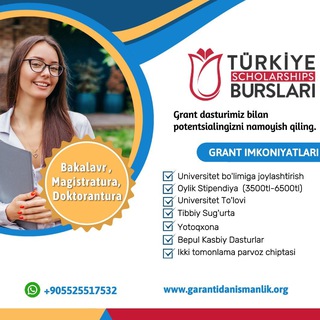 TÜRKİYE
SCHOLARSHIPS
BURSLARI
Grant dasturimiz bilan
potentsialingizni namoyish qiling.
GRANT IMKONIYATLARI
Bakalavr ,
Magistratura,
Doktorantura
Universitet bo'limiga joylashtirish
Oylik Stipendiya (3500tl-6500tl)
Universitet To'lovi
Tibbiy Sug'urta
Yotoqxona
Bepul Kasbiy Dasturlar
Ikki tomonlama parvoz chiptasi
+905525517532
www.garantidanismanlik.org